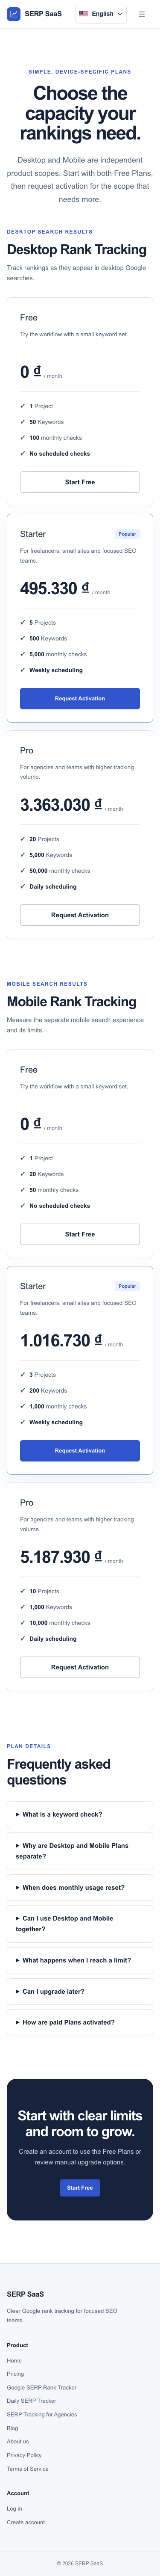 SERP SaaS
English
SIMPLE, DEVICE-SPECIFIC PLANS
Choose the
capacity your
rankings need.
Desktop and Mobile are independent
product scopes. Start with both Free Plans,
then request activation for the scope that
needs more.
DESKTOP SEARCH RESULTS
Desktop Rank Tracking
Track rankings as they appear in desktop Google
searches.
Free
Try the workflow with a small keyword set.
0 ₫ / month
✔ 1 Project
✔ 50 Keywords
✔ 100 monthly checks
✔ No scheduled checks
Start Free
Starter
Popular
For freelancers, small sites and focused SEO
teams.
495.330 ₫ / month
✔ 5 Projects
✔ 500 Keywords
✔ 5,000 monthly checks
✔ Weekly scheduling
Request Activation
Pro
For agencies and teams with higher tracking
volume.
3.363.030 ₫ / month
✔ 20 Projects
✔ 5,000 Keywords
✔ 50,000 monthly checks
✔ Daily scheduling
Request Activation
MOBILE SEARCH RESULTS
Mobile Rank Tracking
Measure the separate mobile search experience
and its limits.
Free
Try the workflow with a small keyword set.
0 ₫ / month
✔ 1 Project
✔ 20 Keywords
✔ 50 monthly checks
✔ No scheduled checks
Start Free
Starter
Popular
For freelancers, small sites and focused SEO
teams.
1.016.730 ₫ / month
✔ 3 Projects
✔ 200 Keywords
✔ 1,000 monthly checks
✔ Weekly scheduling
Request Activation
Pro
For agencies and teams with higher tracking
volume.
5.187.930 ₫ / month
✔ 10 Projects
✔ 1,000 Keywords
✔ 10,000 monthly checks
✔ Daily scheduling
Request Activation
PLAN DETAILS
Frequently asked
questions
What is a keyword check?
Why are Desktop and Mobile Plans
separate?
When does monthly usage reset?
Can I use Desktop and Mobile
together?
What happens when I reach a limit?
Can I upgrade later?
How are paid Plans activated?
Start with clear limits
and room to grow.
Create an account to use the Free Plans or
review manual upgrade options.
Start Free
SERP SaaS
Clear Google rank tracking for focused SEO
teams.
Product
Home
Pricing
Google SERP Rank Tracker
Daily SERP Tracker
SERP Tracking for Agencies
Blog
About us
Privacy Policy
Terms of Service
Account
Log in
Create account
© 2026 SERP SaaS